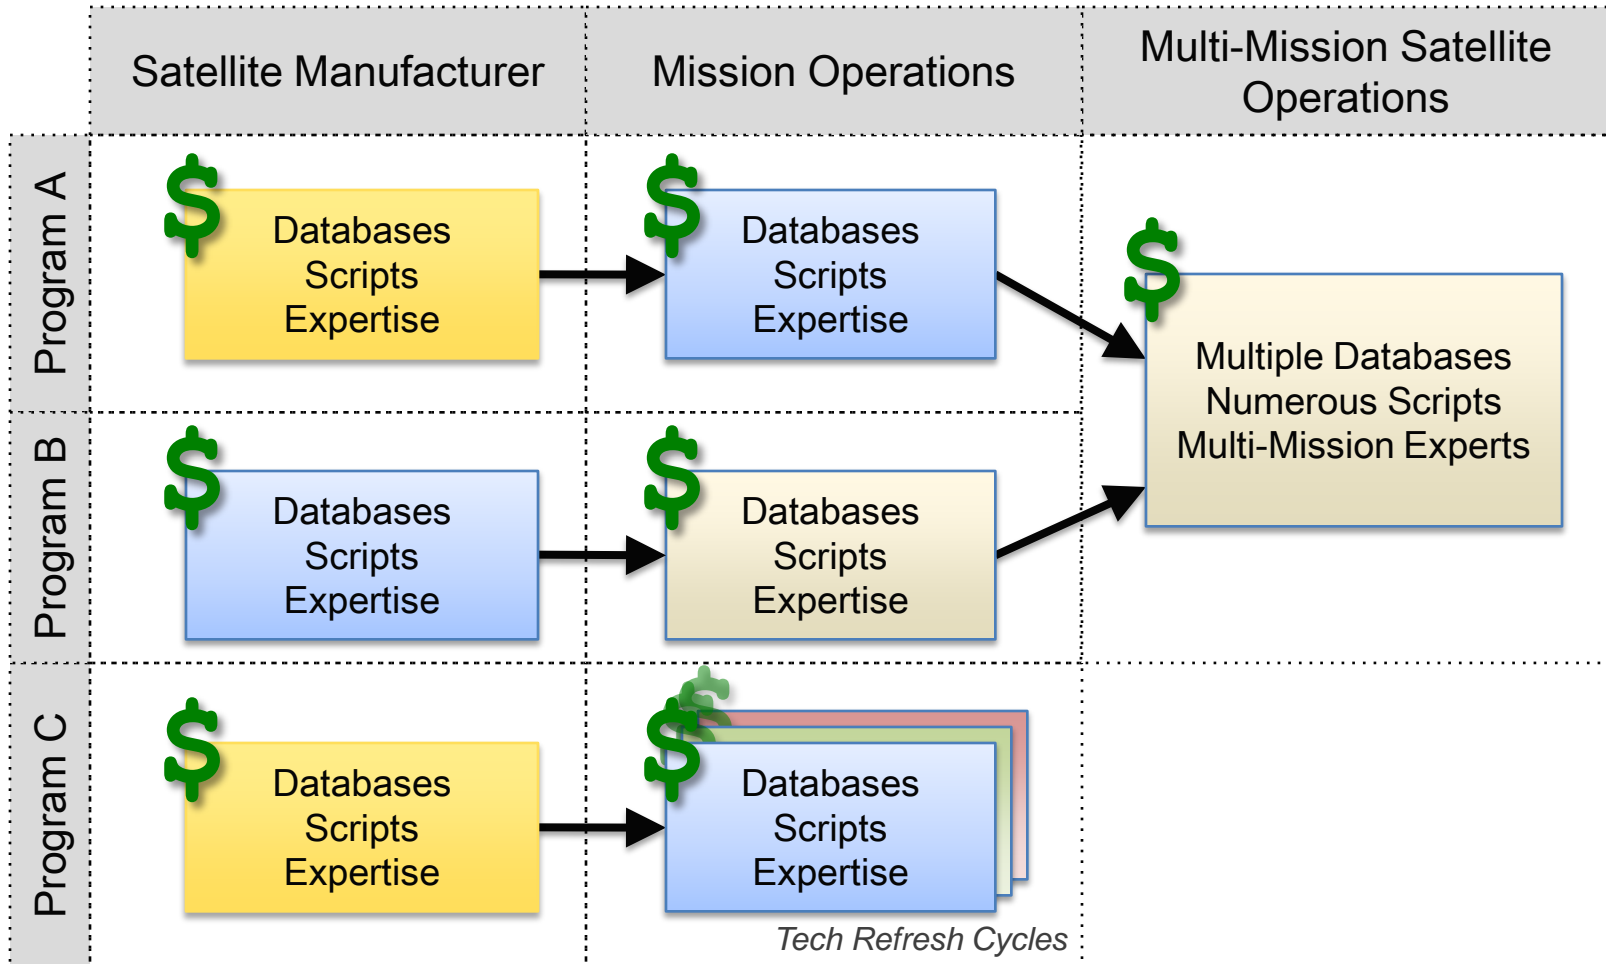 Satellite Manufacturer
Mission Operations
Multi-Mission Satellite
Operations
Program A
$
Databases
Scripts
Expertise
$
Databases
Scripts
Expertise
$
Multiple Databases
Numerous Scripts
Multi-Mission Experts
Program B
$
Databases
Scripts
Expertise
$
Databases
Scripts
Expertise
Program C
$
Databases
Scripts
Expertise
$
$
$
Databases
Scripts
Expertise
Tech Refresh Cycles